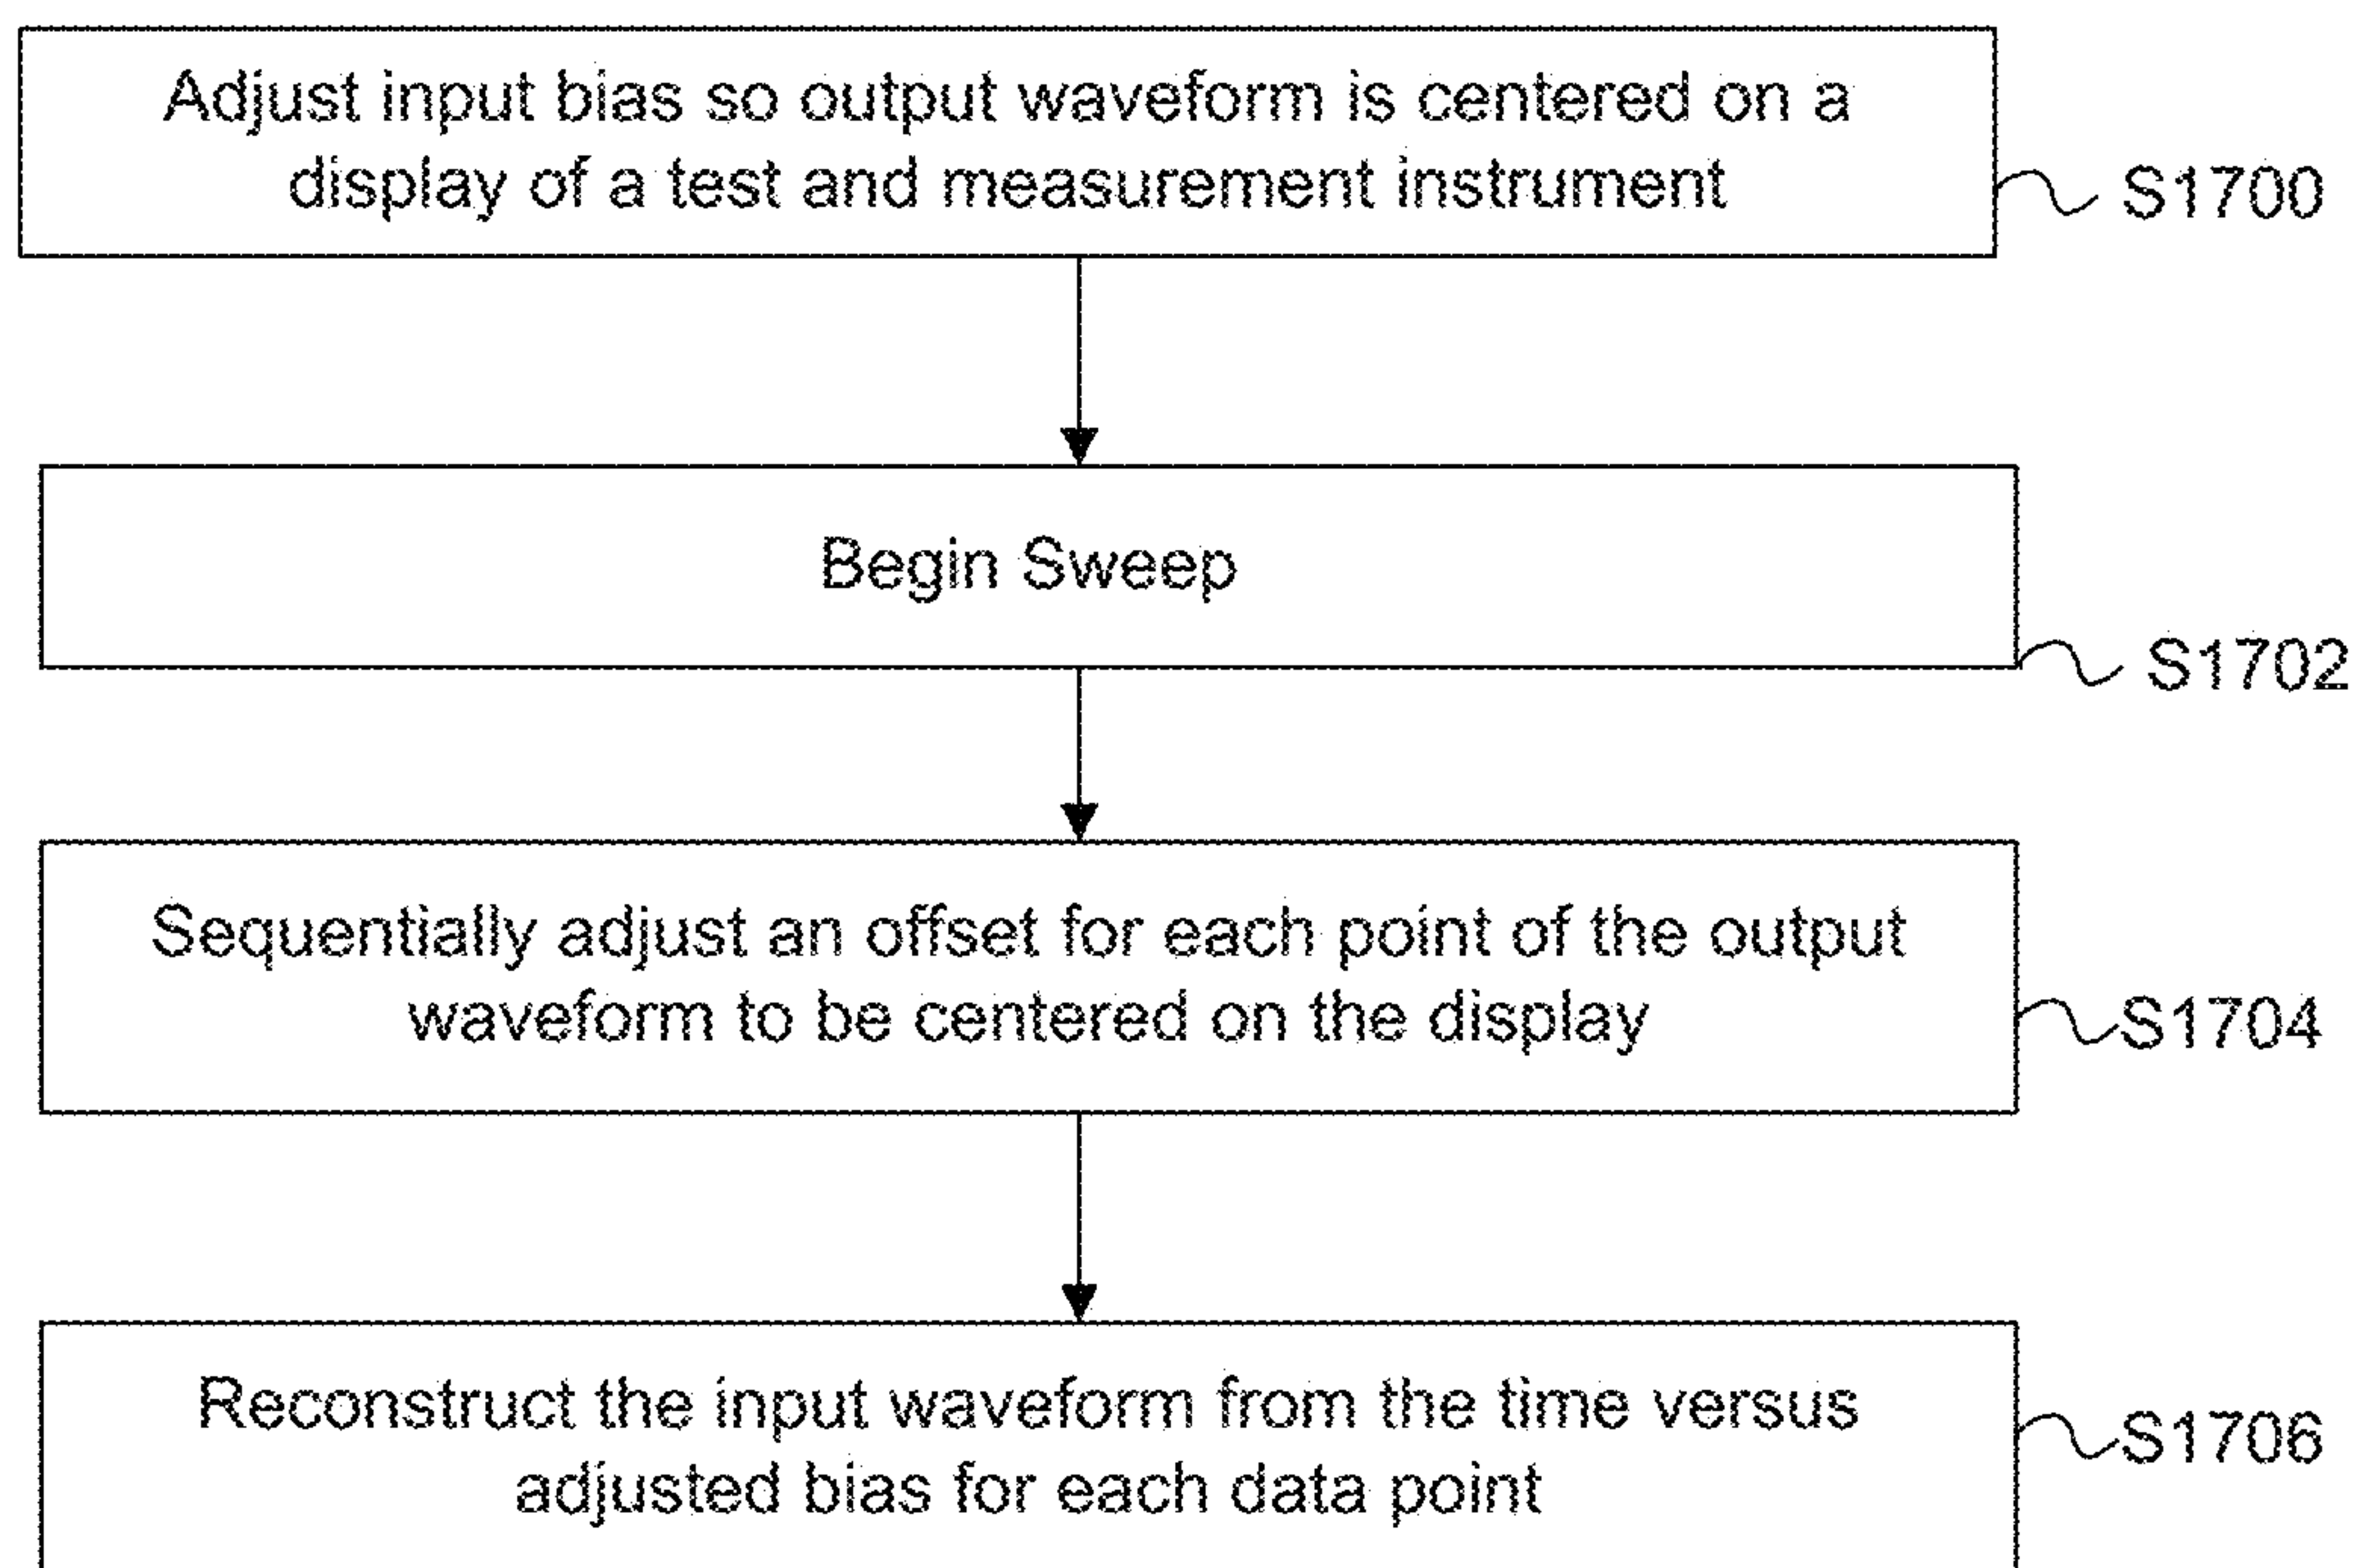 Adjust input bias so output waveform is centered on a
display of a test and measurement instrument
S1700
Begin Sweep
S1702
Sequentially adjust an offset for each point of the output
waveform to be centered on the display
S1704
Reconstruct the input waveform from the time versus
adjusted bias for each data point
S1706